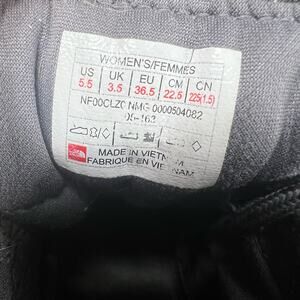 WOMEN'S/FEMMES
US UK EU CM CN
5.5 3.5 36.5 22.5 225(1.5)
NF00CLZC NMG 0000504082
MADE IN VIETNAM
FABRIQUE EN VIETNAM